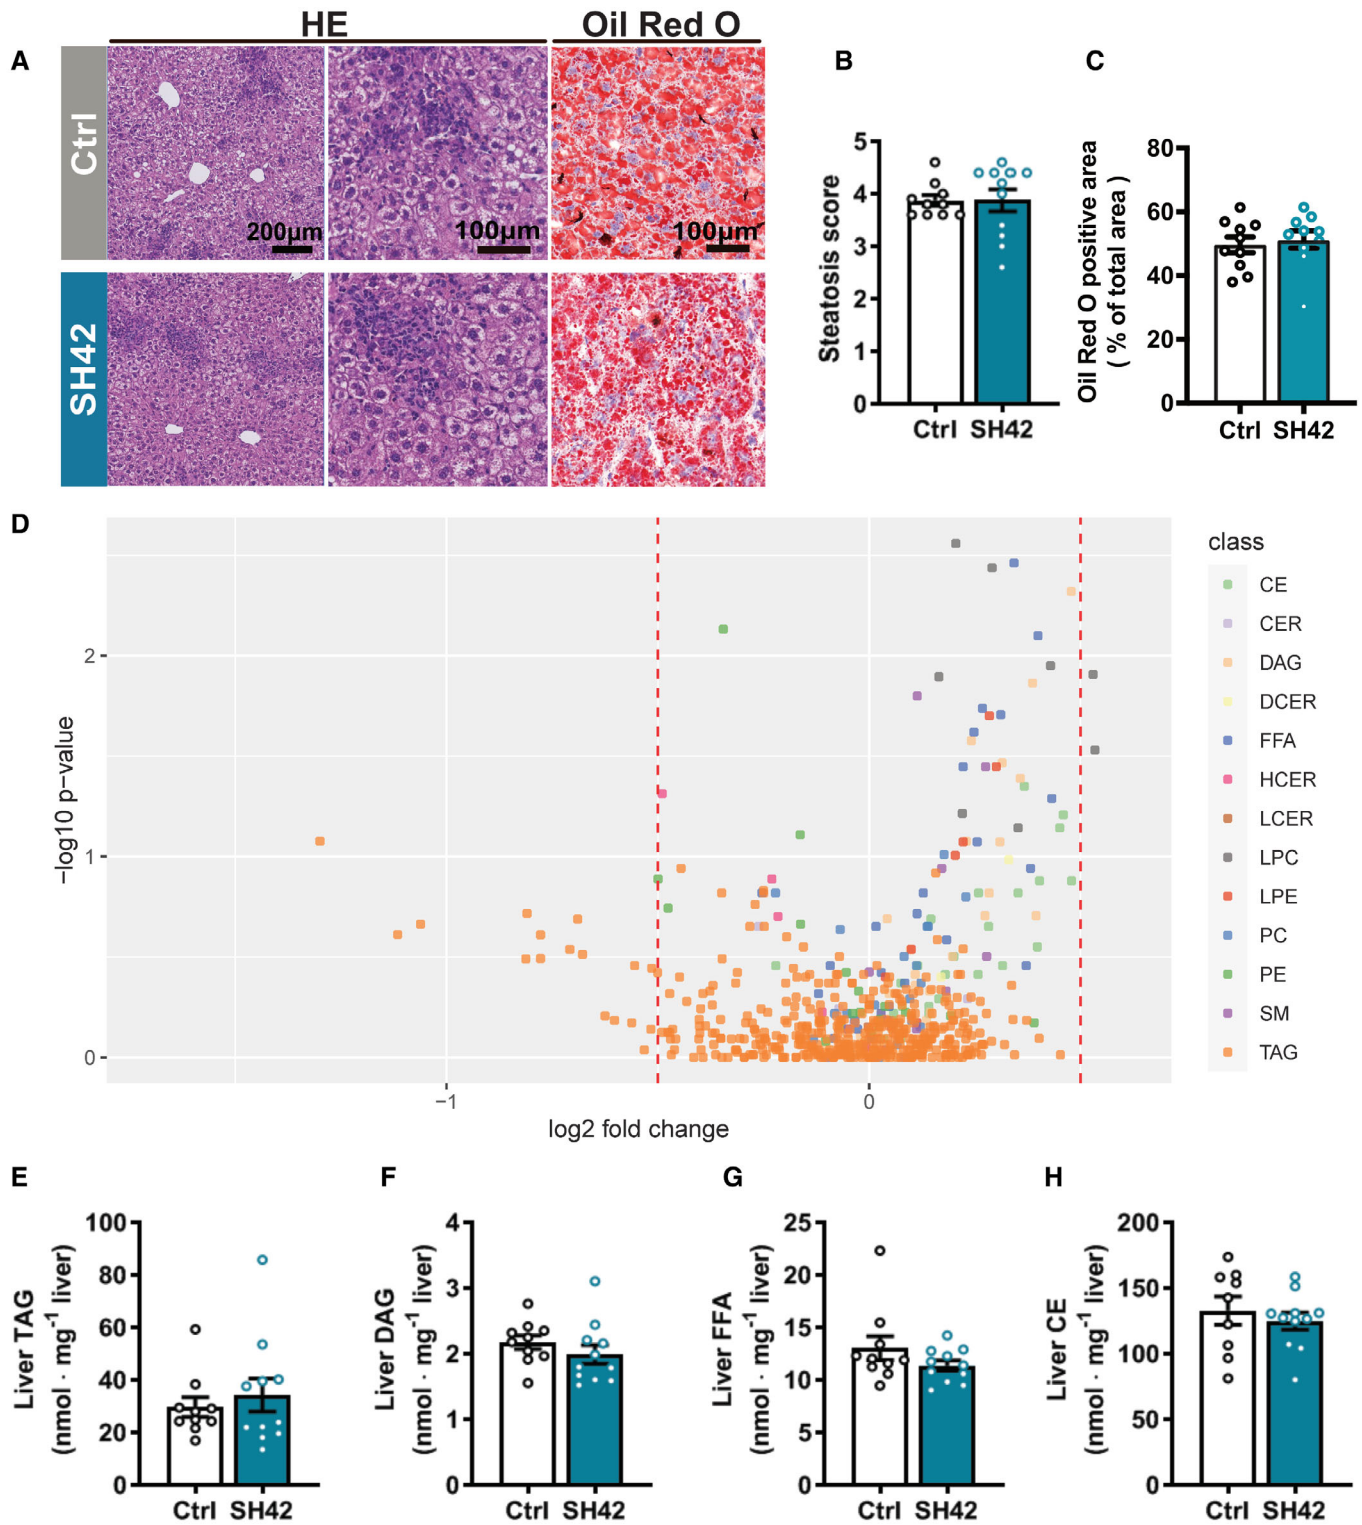 HE
Oil Red O
A
Ctrl
200μm
100μm
100μm
SH42
B
Steatosis score
5
4
3
2
1
0
Ctrl SH42
C
Oil Red O positive area
( % of total area )
80
60
40
20
0
Ctrl SH42
D
−log10 p−value
2
1
0
−1
0
log2 fold change
class
CE
CER
DAG
DCER
FFA
HCER
LCER
LPC
LPE
PC
PE
SM
TAG
E
Liver TAG
(nmol · mg⁻¹ liver)
100
80
60
40
20
0
Ctrl SH42
F
Liver DAG
(nmol · mg⁻¹ liver)
4
3
2
1
0
Ctrl SH42
G
Liver FFA
(nmol · mg⁻¹ liver)
25
20
15
10
5
0
Ctrl SH42
H
Liver CE
(nmol · mg⁻¹ liver)
200
150
100
50
0
Ctrl SH42